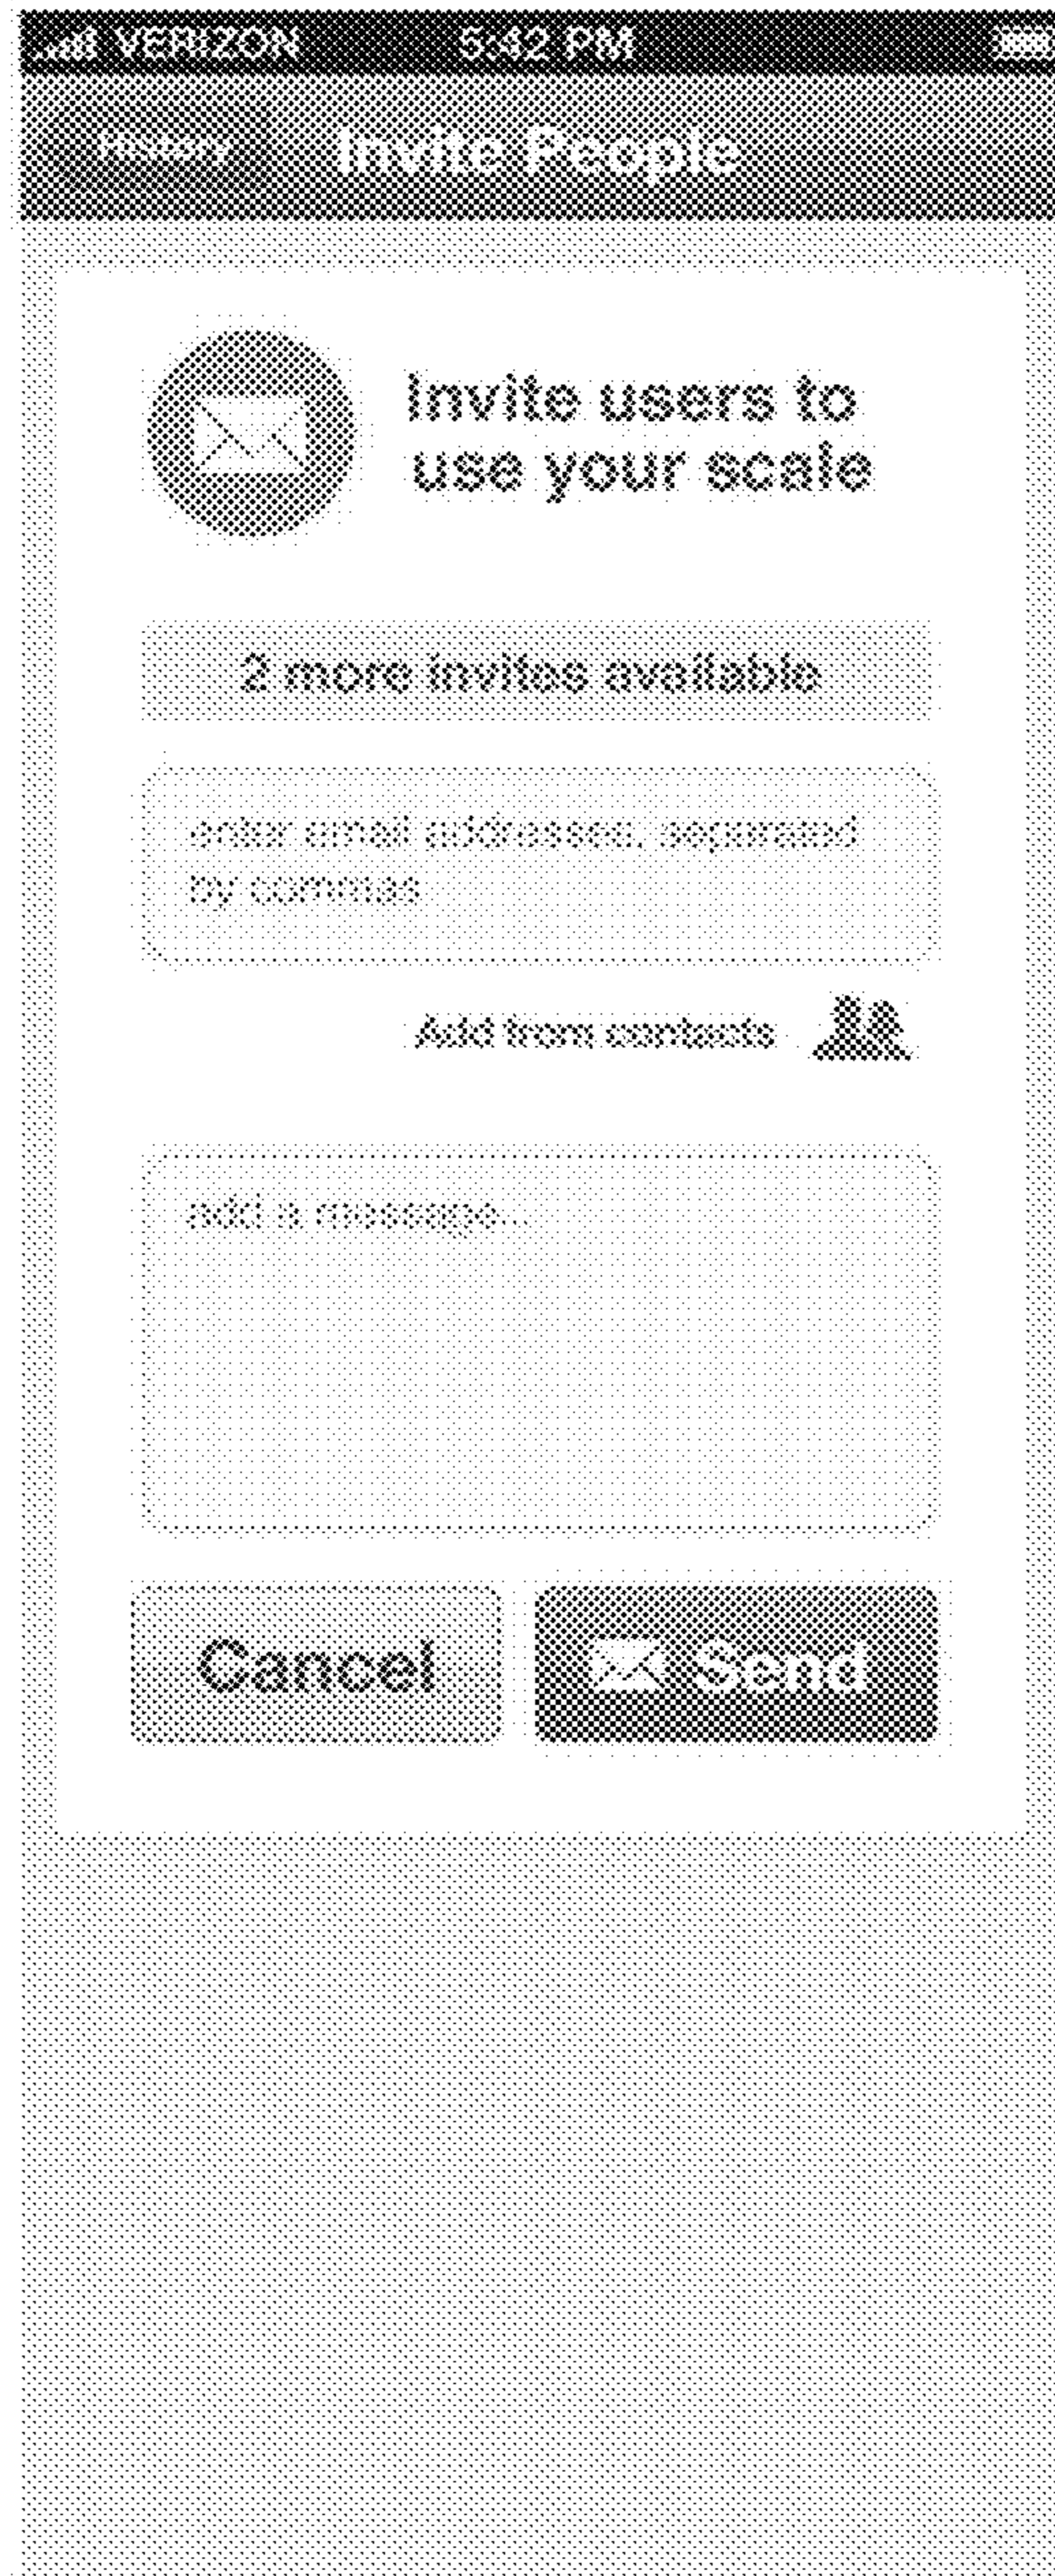 VERIZON 5:42 PM
History Invite People
Invite users to
use your scale
2 more invites available
enter email addresses, separated
by commas
Add from contacts
add a message...
Cancel Send